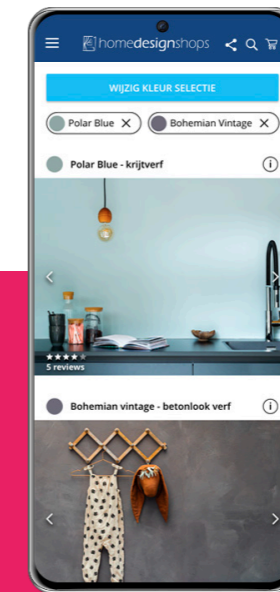 homedesignshops
WIJZIG KLEUR SELECTIE
Polar Blue X Bohemian Vintage X
Polar Blue - krijtverf
5 reviews
Bohemian vintage - betonlook verf